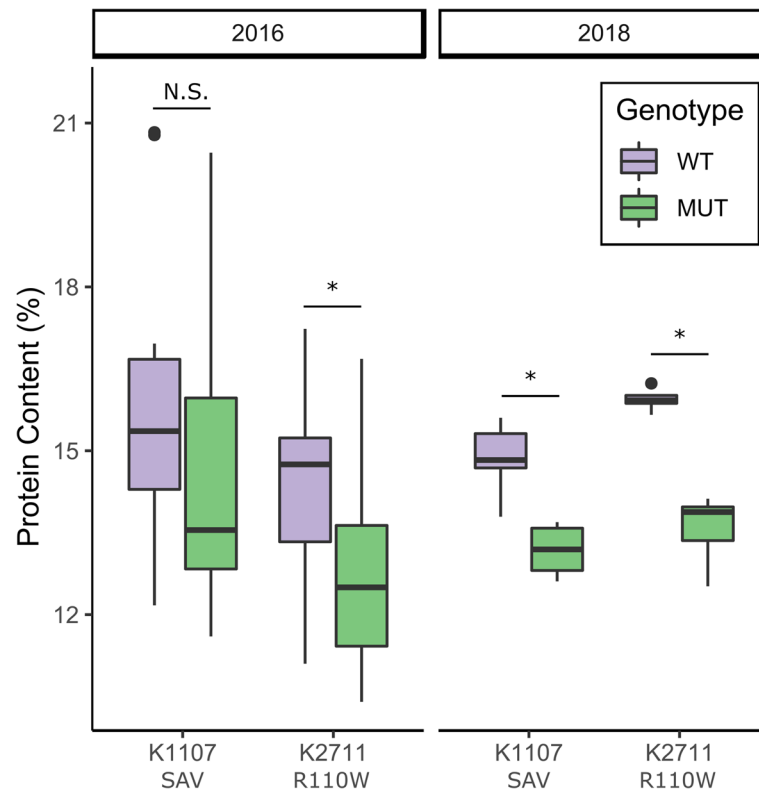 2016
2018
N.S.
*
*
*
Genotype
WT
MUT
Protein Content (%)
21
18
15
12
K1107
SAV
K2711
R110W
K1107
SAV
K2711
R110W